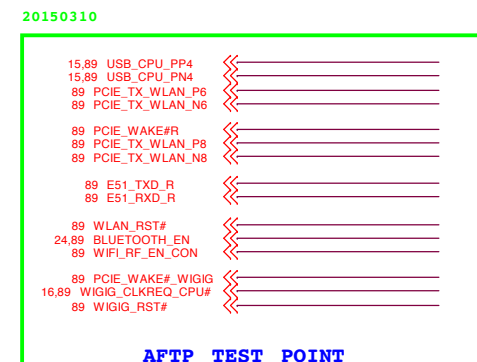 20150310
15,89 USB_CPU_PP4
15,89 USB_CPU_PN4
89 PCIE_TX_WLAN_P6
89 PCIE_TX_WLAN_N6
89 PCIE_WAKE#R
89 PCIE_TX_WLAN_P8
89 PCIE_TX_WLAN_N8
89 E51_TXD_R
89 E51_RXD_R
89 WLAN_RST#
24,89 BLUETOOTH_EN
89 WIFI_RF_EN_CON
89 PCIE_WAKE#_WIGIG
16,89 WIGIG_CLKREQ_CPU#
89 WIGIG_RST#
AFTP TEST POINT